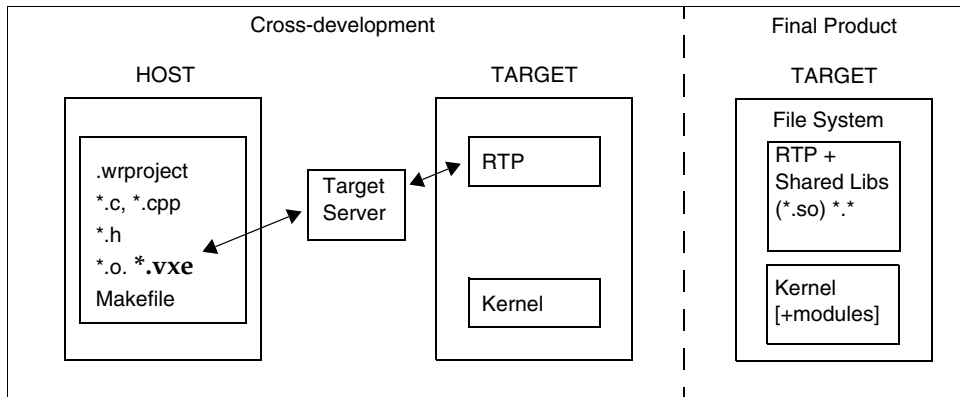 Cross-development
Final Product
HOST
TARGET
TARGET
.wrproject
*.c, *.cpp
*.h
*.o. *.vxe
Makefile
Target
Server
RTP
Kernel
File System
RTP +
Shared Libs
(*.so) *.*
Kernel
[+modules]